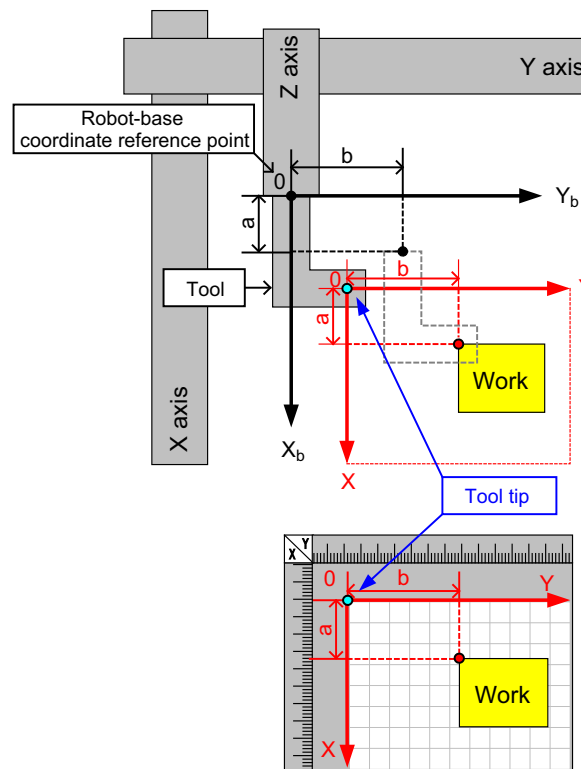 Z axis
Y axis
Robot-base
coordinate reference point
b
0
Y_b
a
Tool
0
b
Y
a
Work
X axis
X_b
X
Tool tip
Y
X
0
b
Y
a
Work
X